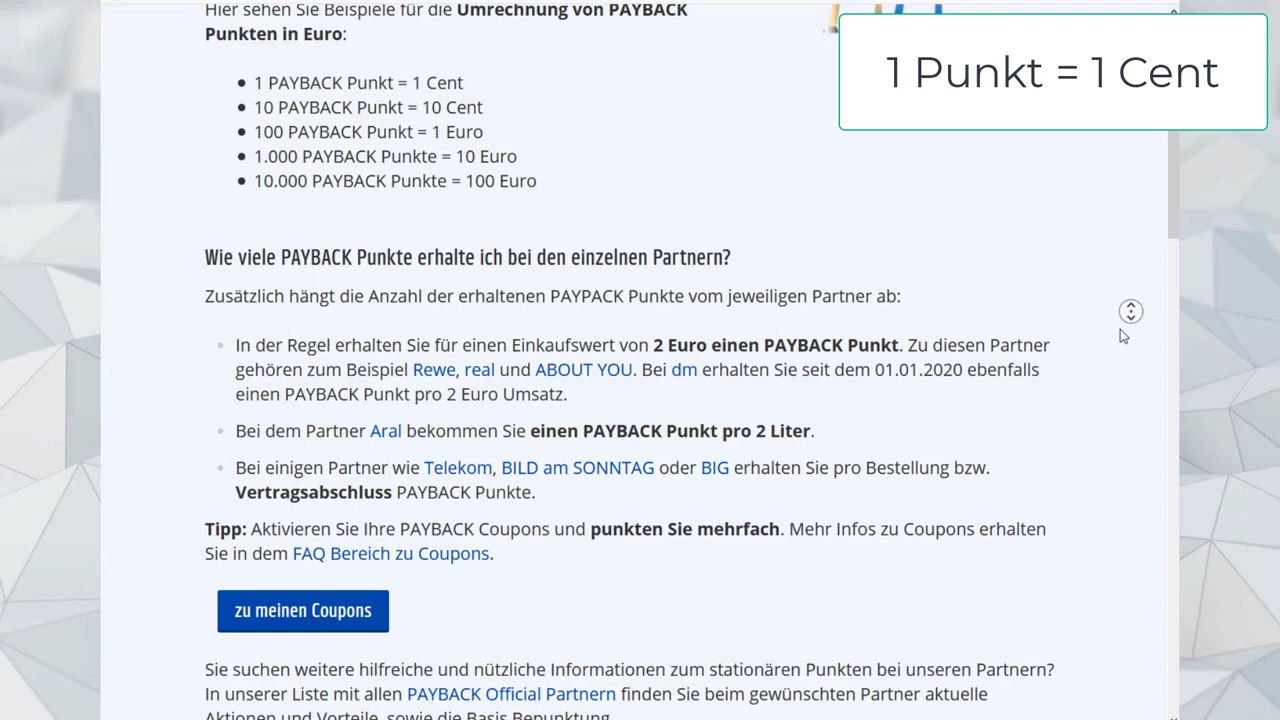 Hier sehen Sie Beispiele für die Umrechnung von PAYBACK
Punkten in Euro:
1 Punkt = 1 Cent
● 1 PAYBACK Punkt = 1 Cent
● 10 PAYBACK Punkt = 10 Cent
● 100 PAYBACK Punkt = 1 Euro
● 1.000 PAYBACK Punkte = 10 Euro
● 10.000 PAYBACK Punkte = 100 Euro
Wie viele PAYBACK Punkte erhalte ich bei den einzelnen Partnern?
Zusätzlich hängt die Anzahl der erhaltenen PAYPACK Punkte vom jeweiligen Partner ab:
● In der Regel erhalten Sie für einen Einkaufswert von 2 Euro einen PAYBACK Punkt. Zu diesen Partner
gehören zum Beispiel Rewe, real und ABOUT YOU. Bei dm erhalten Sie seit dem 01.01.2020 ebenfalls
einen PAYBACK Punkt pro 2 Euro Umsatz.
● Bei dem Partner Aral bekommen Sie einen PAYBACK Punkt pro 2 Liter.
● Bei einigen Partner wie Telekom, BILD am SONNTAG oder BIG erhalten Sie pro Bestellung bzw.
Vertragsabschluss PAYBACK Punkte.
Tipp: Aktivieren Sie Ihre PAYBACK Coupons und punkten Sie mehrfach. Mehr Infos zu Coupons erhalten
Sie in dem FAQ Bereich zu Coupons.
zu meinen Coupons
Sie suchen weitere hilfreiche und nützliche Informationen zum stationären Punkten bei unseren Partnern?
In unserer Liste mit allen PAYBACK Official Partnern finden Sie beim gewünschten Partner aktuelle
Aktionen und Vorteile, sowie die Basis Bepunktung.